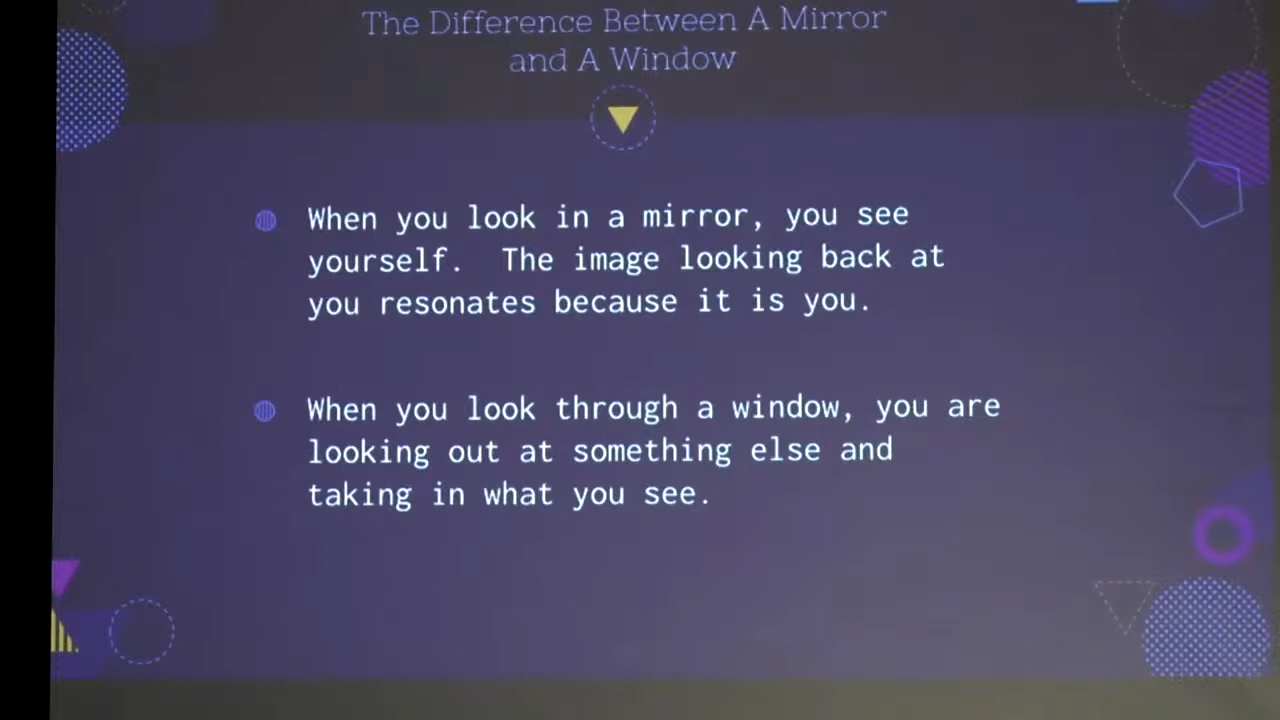 The Difference Between A Mirror
and A Window
When you look in a mirror, you see
yourself.  The image looking back at
you resonates because it is you.
When you look through a window, you are
looking out at something else and
taking in what you see.